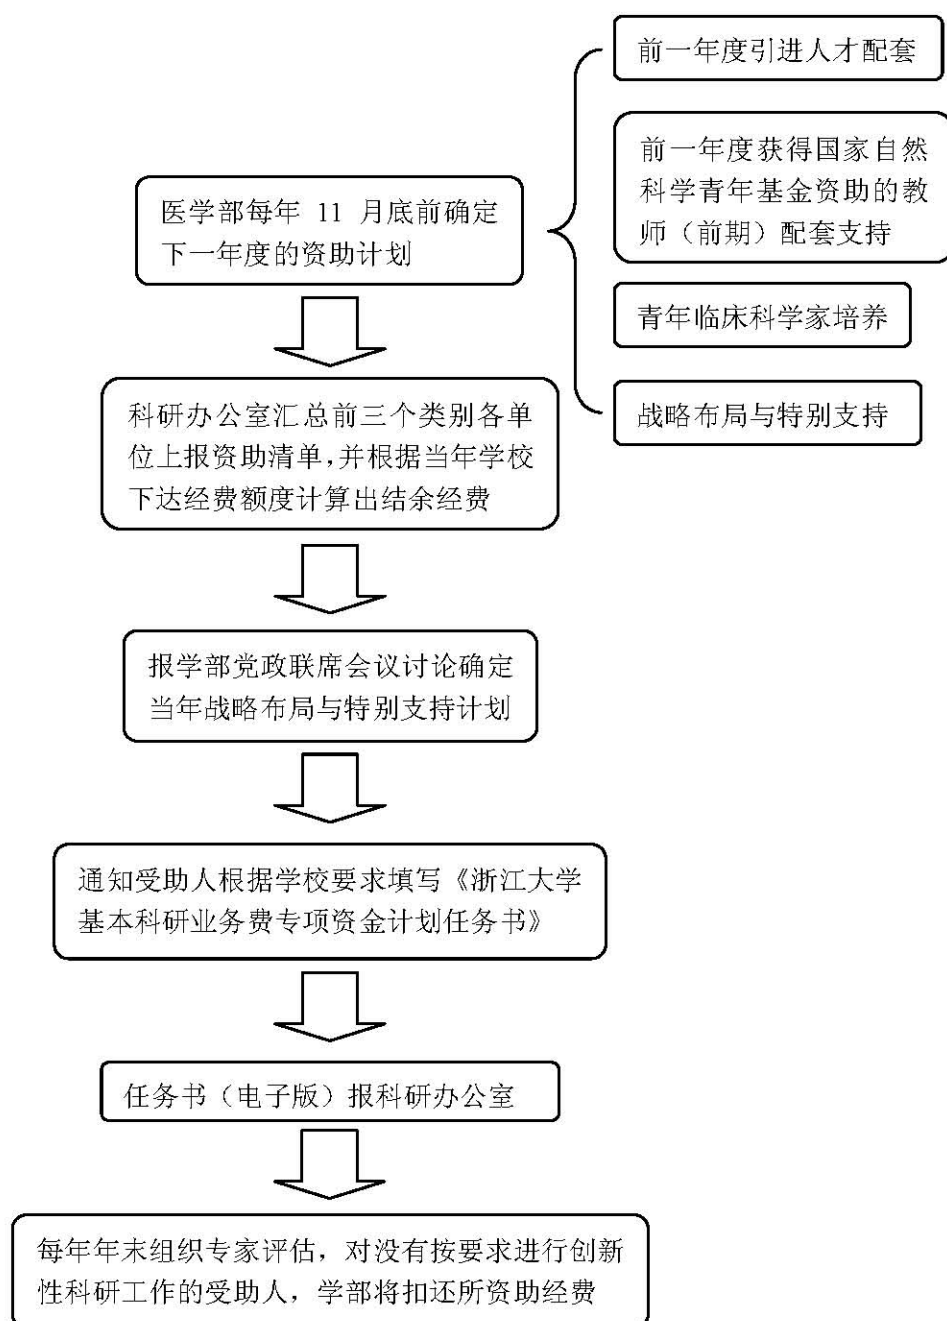 前一年度引进人才配套
前一年度获得国家自然
科学青年基金资助的教
师（前期）配套支持
医学部每年 11 月底前确定
下一年度的资助计划
青年临床科学家培养
战略布局与特别支持
科研办公室汇总前三个类别各单
位上报资助清单,并根据当年学校
下达经费额度计算出结余经费
报学部党政联席会议讨论确定
当年战略布局与特别支持计划
通知受助人根据学校要求填写《浙江大学
基本科研业务费专项资金计划任务书》
任务书（电子版）报科研办公室
每年年末组织专家评估，对没有按要求进行创新
性科研工作的受助人，学部将扣还所资助经费